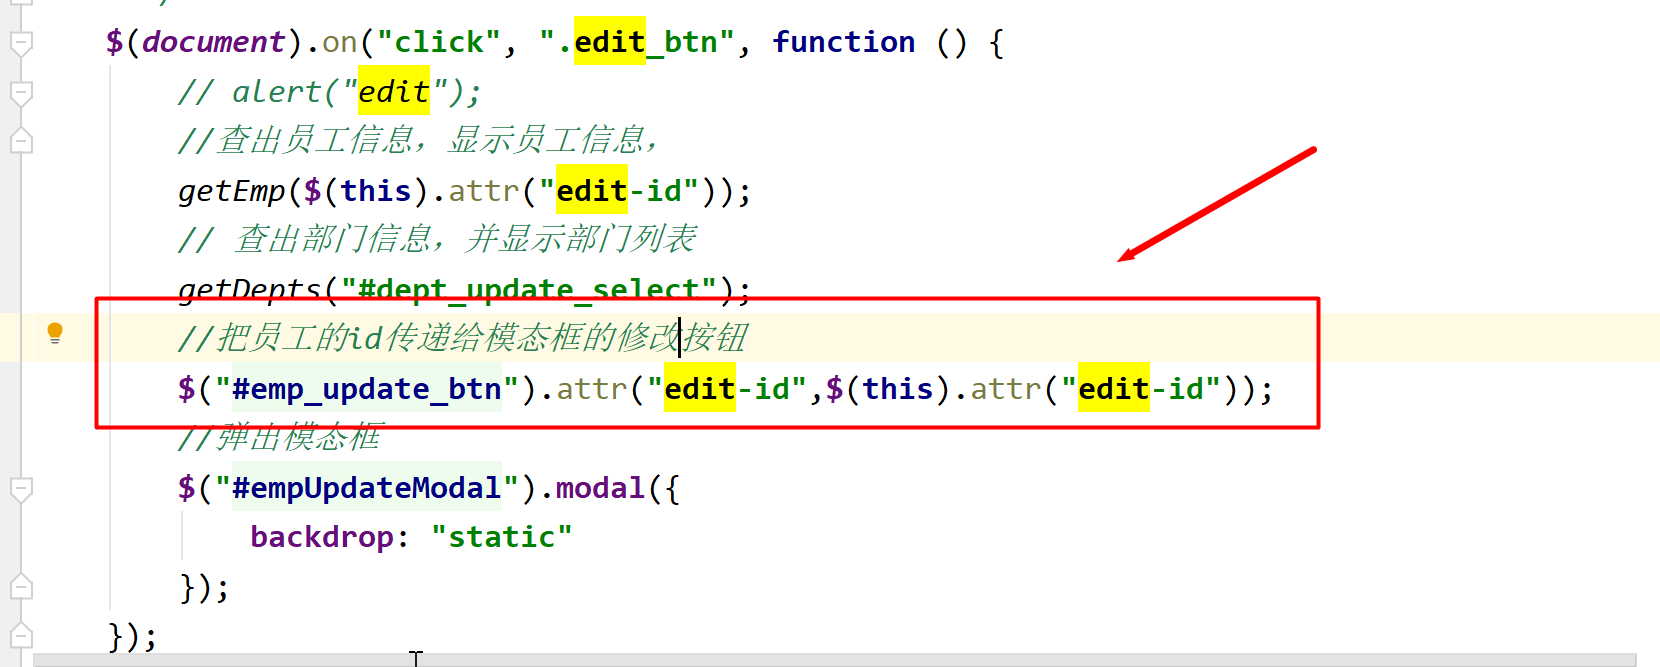 $(document).on("click", ".edit_btn", function () {
// alert("edit");
//查出员工信息，显示员工信息，
getEmp($(this).attr("edit-id"));
// 查出部门信息，并显示部门列表
getDepts("#dept_update_select");
//把员工的id传递给模态框的修改按钮
$("#emp_update_btn").attr("edit-id",$(this).attr("edit-id"));
//弹出模态框
$("#empUpdateModal").modal({
backdrop: "static"
});
});